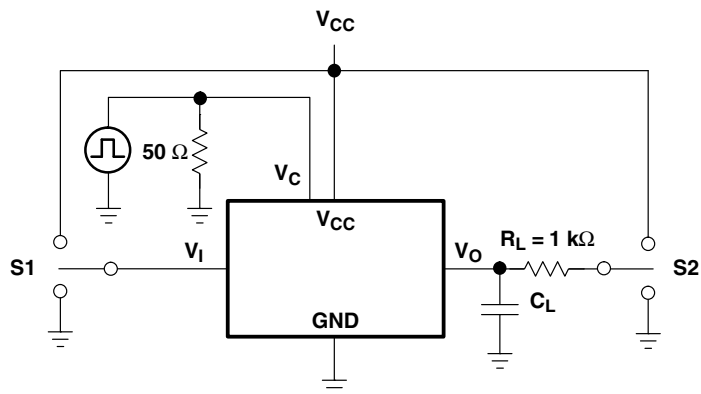 VCC
50 Ω
VC
VCC
S1
VI
VO
RL = 1 kΩ
S2
CL
GND